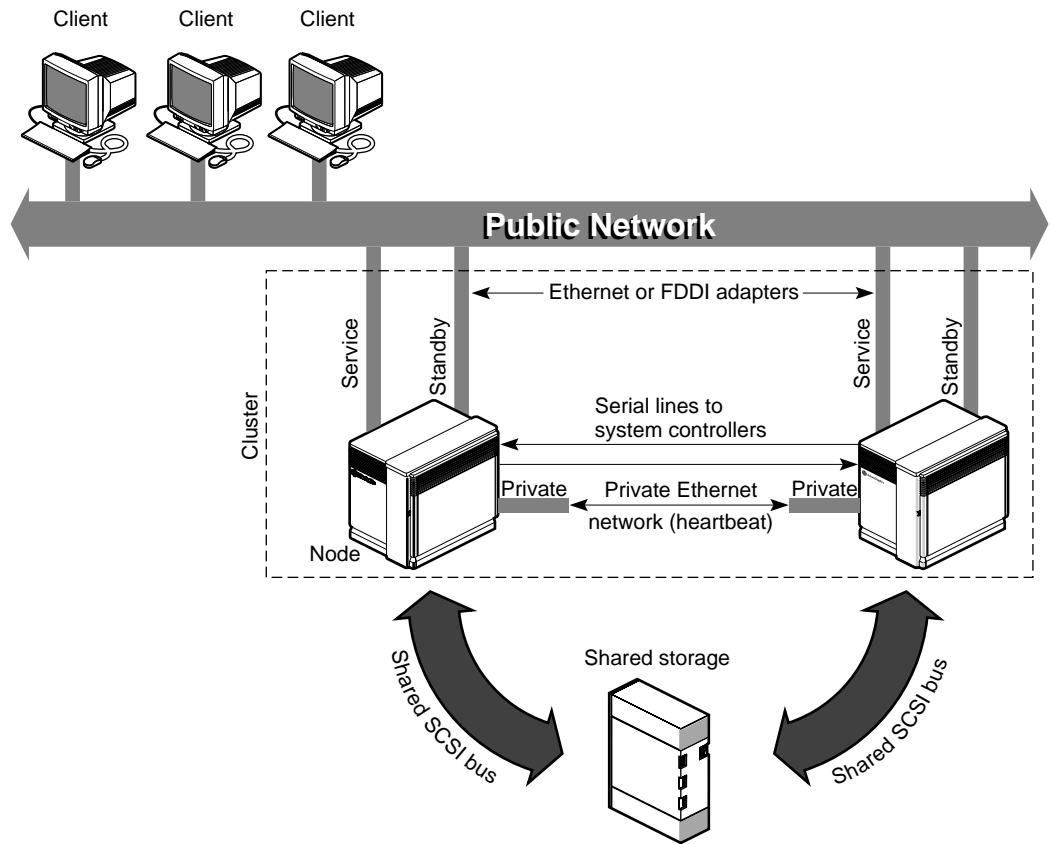 Client Client Client
Public Network
Ethernet or FDDI adapters
Service
Standby
Service
Standby
Cluster
Serial lines to
system controllers
Private
Private Ethernet
network (heartbeat)
Private
Node
Shared storage
Shared SCSI bus
Shared SCSI bus